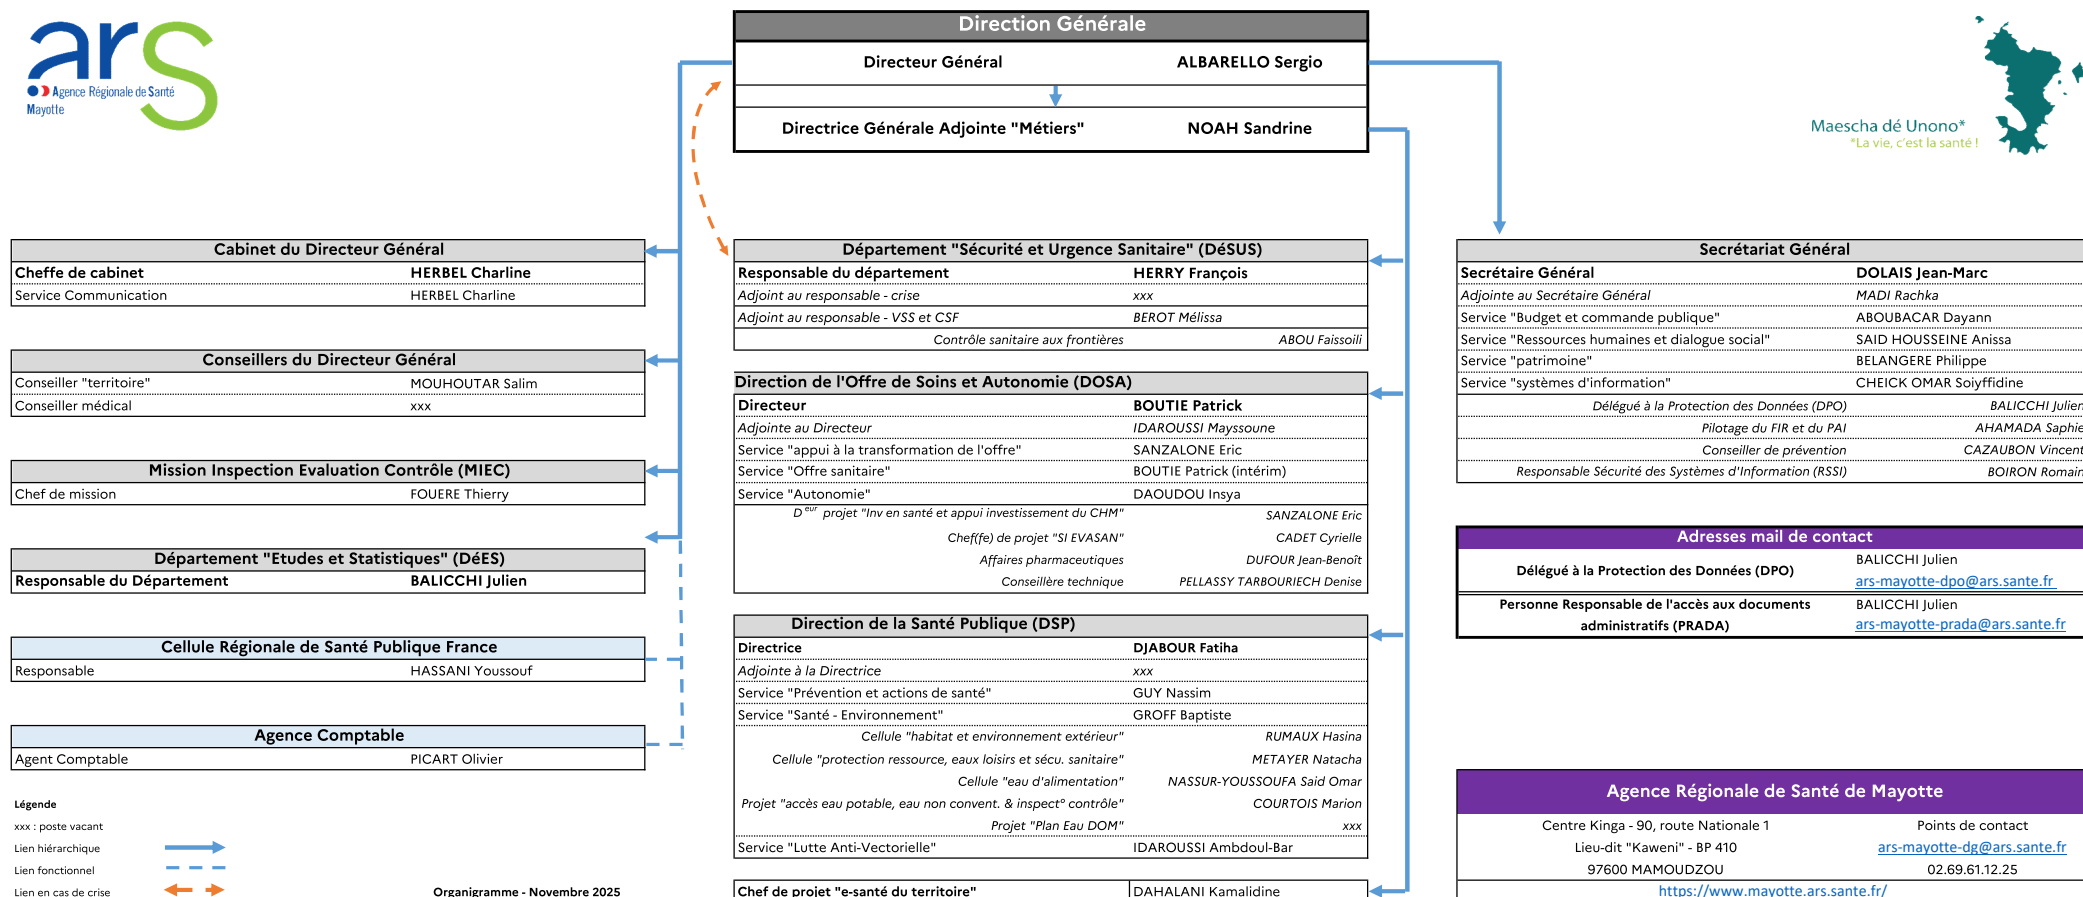 ars
Agence Régionale de Santé
Mayotte
Direction Générale
Directeur Général ALBARELLO Sergio
Directrice Générale Adjointe "Métiers" NOAH Sandrine
Maescha dé Unono*
*La vie, c'est la santé !
Cabinet du Directeur Général
Cheffe de cabinet HERBEL Charline
Service Communication HERBEL Charline
Conseillers du Directeur Général
Conseiller "territoire" MOUHOUTAR Salim
Conseiller médical xxx
Mission Inspection Evaluation Contrôle (MIEC)
Chef de mission FOUERE Thierry
Département "Etudes et Statistiques" (DéES)
Responsable du Département BALICCHI Julien
Cellule Régionale de Santé Publique France
Responsable HASSANI Youssouf
Agence Comptable
Agent Comptable PICART Olivier
Légende
xxx : poste vacant
Lien hiérarchique
Lien fonctionnel
Lien en cas de crise
Organigramme - Novembre 2025
Département "Sécurité et Urgence Sanitaire" (DéSUS)
Responsable du département HERRY François
Adjoint au responsable - crise xxx
Adjoint au responsable - VSS et CSF BEROT Mélissa
Contrôle sanitaire aux frontières ABOU Faissoili
Direction de l'Offre de Soins et Autonomie (DOSA)
Directeur BOUTIE Patrick
Adjointe au Directeur IDAROUSSI Mayssoune
Service "appui à la transformation de l'offre" SANZALONE Eric
Service "Offre sanitaire" BOUTIE Patrick (intérim)
Service "Autonomie" DAOUDOU Insya
D eur projet "Inv en santé et appui investissement du CHM" SANZALONE Eric
Chef(fe) de projet "SI EVASAN" CADET Cyrielle
Affaires pharmaceutiques DUFOUR Jean-Benoît
Conseillère technique PELLASSY TARBOURIECH Denise
Direction de la Santé Publique (DSP)
Directrice DJABOUR Fatiha
Adjointe à la Directrice xxx
Service "Prévention et actions de santé" GUY Nassim
Service "Santé - Environnement" GROFF Baptiste
Cellule "habitat et environnement extérieur" RUMAUX Hasina
Cellule "protection ressource, eaux loisirs et sécu. sanitaire" METAYER Natacha
Cellule "eau d'alimentation" NASSUR-YOUSSOUFA Said Omar
Projet "accès eau potable, eau non convent. & inspect° contrôle" COURTOIS Marion
Projet "Plan Eau DOM" xxx
Service "Lutte Anti-Vectorielle" IDAROUSSI Ambdoul-Bar
Chef de projet "e-santé du territoire" DAHALANI Kamalidine
Secrétariat Général
Secrétaire Général DOLAIS Jean-Marc
Adjointe au Secrétaire Général MADI Rachka
Service "Budget et commande publique" ABOUBACAR Dayann
Service "Ressources humaines et dialogue social" SAID HOUSSEINE Anissa
Service "patrimoine" BELANGERE Philippe
Service "systèmes d'information" CHEICK OMAR Soiyffidine
Délégué à la Protection des Données (DPO) BALICCHI Julien
Pilotage du FIR et du PAI AHAMADA Saphie
Conseiller de prévention CAZAUBON Vincent
Responsable Sécurité des Systèmes d'Information (RSSI) BOIRON Romain
Adresses mail de contact
Délégué à la Protection des Données (DPO) BALICCHI Julien
ars-mayotte-dpo@ars.sante.fr
Personne Responsable de l'accès aux documents BALICCHI Julien
administratifs (PRADA) ars-mayotte-prada@ars.sante.fr
Agence Régionale de Santé de Mayotte
Centre Kinga - 90, route Nationale 1 Points de contact
Lieu-dit "Kaweni" - BP 410 ars-mayotte-dg@ars.sante.fr
97600 MAMOUDZOU 02.69.61.12.25
https://www.mayotte.ars.sante.fr/